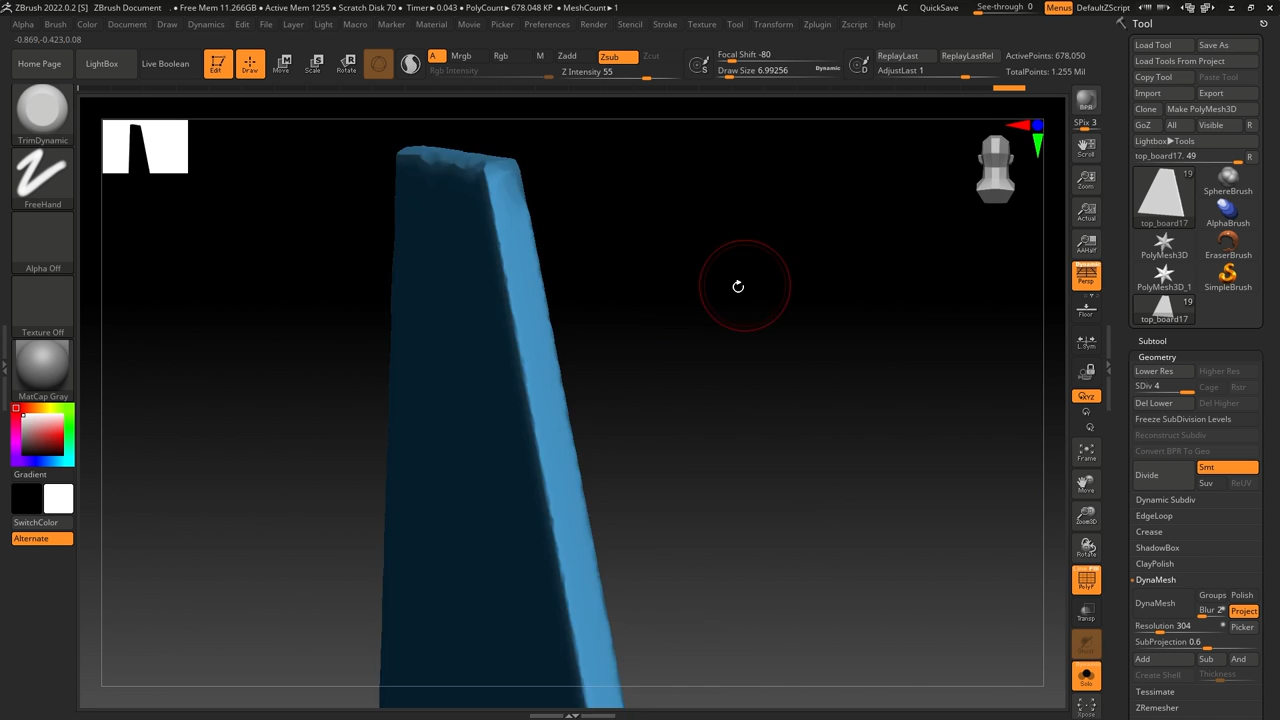 ZBrush 2022.0.2 [S] ZBrush Document . • Free Mem 11.266GB • Active Mem 1255 • Scratch Disk 70 • Timer▸0.043 • PolyCount▸678.048 KP • MeshCount▸1 AC QuickSave See-through 0 Menus DefaultZScript
Alpha Brush Color Document Draw Dynamics Edit File Layer Light Macro Marker Material Movie Picker Preferences Render Stencil Stroke Texture Tool Transform Zplugin Zscript Help
-0.869,-0.423,0.08
Home Page LightBox Live Boolean
Edit Draw Move Scale Rotate
A Mrgb Rgb M Zadd Zsub Zcut
Rgb Intensity Z Intensity 55
S Focal Shift -80
Draw Size 6.99256 Dynamic
D ReplayLast ReplayLastRel ActivePoints: 678,050
AdjustLast 1 TotalPoints: 1.255 Mil
TrimDynamic
FreeHand
Alpha Off
Texture Off
MatCap Gray
Gradient
SwitchColor
Alternate
BPR
SPix 3
Scroll
Zoom
Actual
AAHalf
Dynamic
Persp
Floor
L.Sym
XYZ
Frame
Move
Zoom3D
Rotate
Line Fill
PolyF
Transp
Ghost
Dynamic
Solo
Xpose
Tool
Load Tool Save As
Load Tools From Project
Copy Tool Paste Tool
Import Export
Clone Make PolyMesh3D
GoZ All Visible R
Lightbox▸Tools
top_board17. 49 R
19
top_board17
SphereBrush
AlphaBrush
PolyMesh3D EraserBrush
PolyMesh3D_1 SimpleBrush
19
top_board17
Subtool
Geometry
Lower Res Higher Res
SDiv 4 Cage Rstr
Del Lower Del Higher
Freeze SubDivision Levels
Reconstruct Subdiv
Convert BPR To Geo
Divide Smt
Suv ReUV
Dynamic Subdiv
EdgeLoop
Crease
ShadowBox
ClayPolish
DynaMesh
DynaMesh Groups Polish
Blur 2 Project
Resolution 304 Picker
SubProjection 0.6
Add Sub And
Create Shell Thickness
Tessimate
ZRemesher